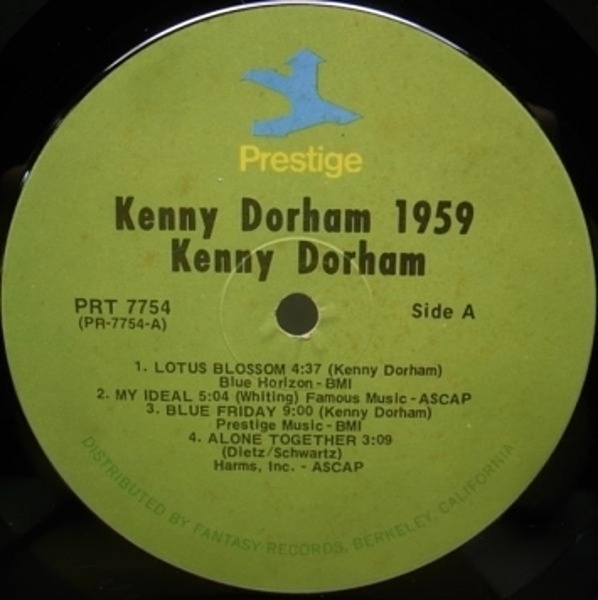 Prestige
Kenny Dorham 1959
Kenny Dorham
PRT 7754
(PR-7754-A)
Side A
1. LOTUS BLOSSOM 4:37 (Kenny Dorham)
Blue Horizon - BMI
2. MY IDEAL 5:04 (Whiting) Famous Music - ASCAP
3. BLUE FRIDAY 9:00 (Kenny Dorham)
Prestige Music - BMI
4. ALONE TOGETHER 3:09
(Dietz/Schwartz)
Harms, Inc. - ASCAP
DISTRIBUTED BY FANTASY RECORDS, BERKELEY, CALIFORNIA